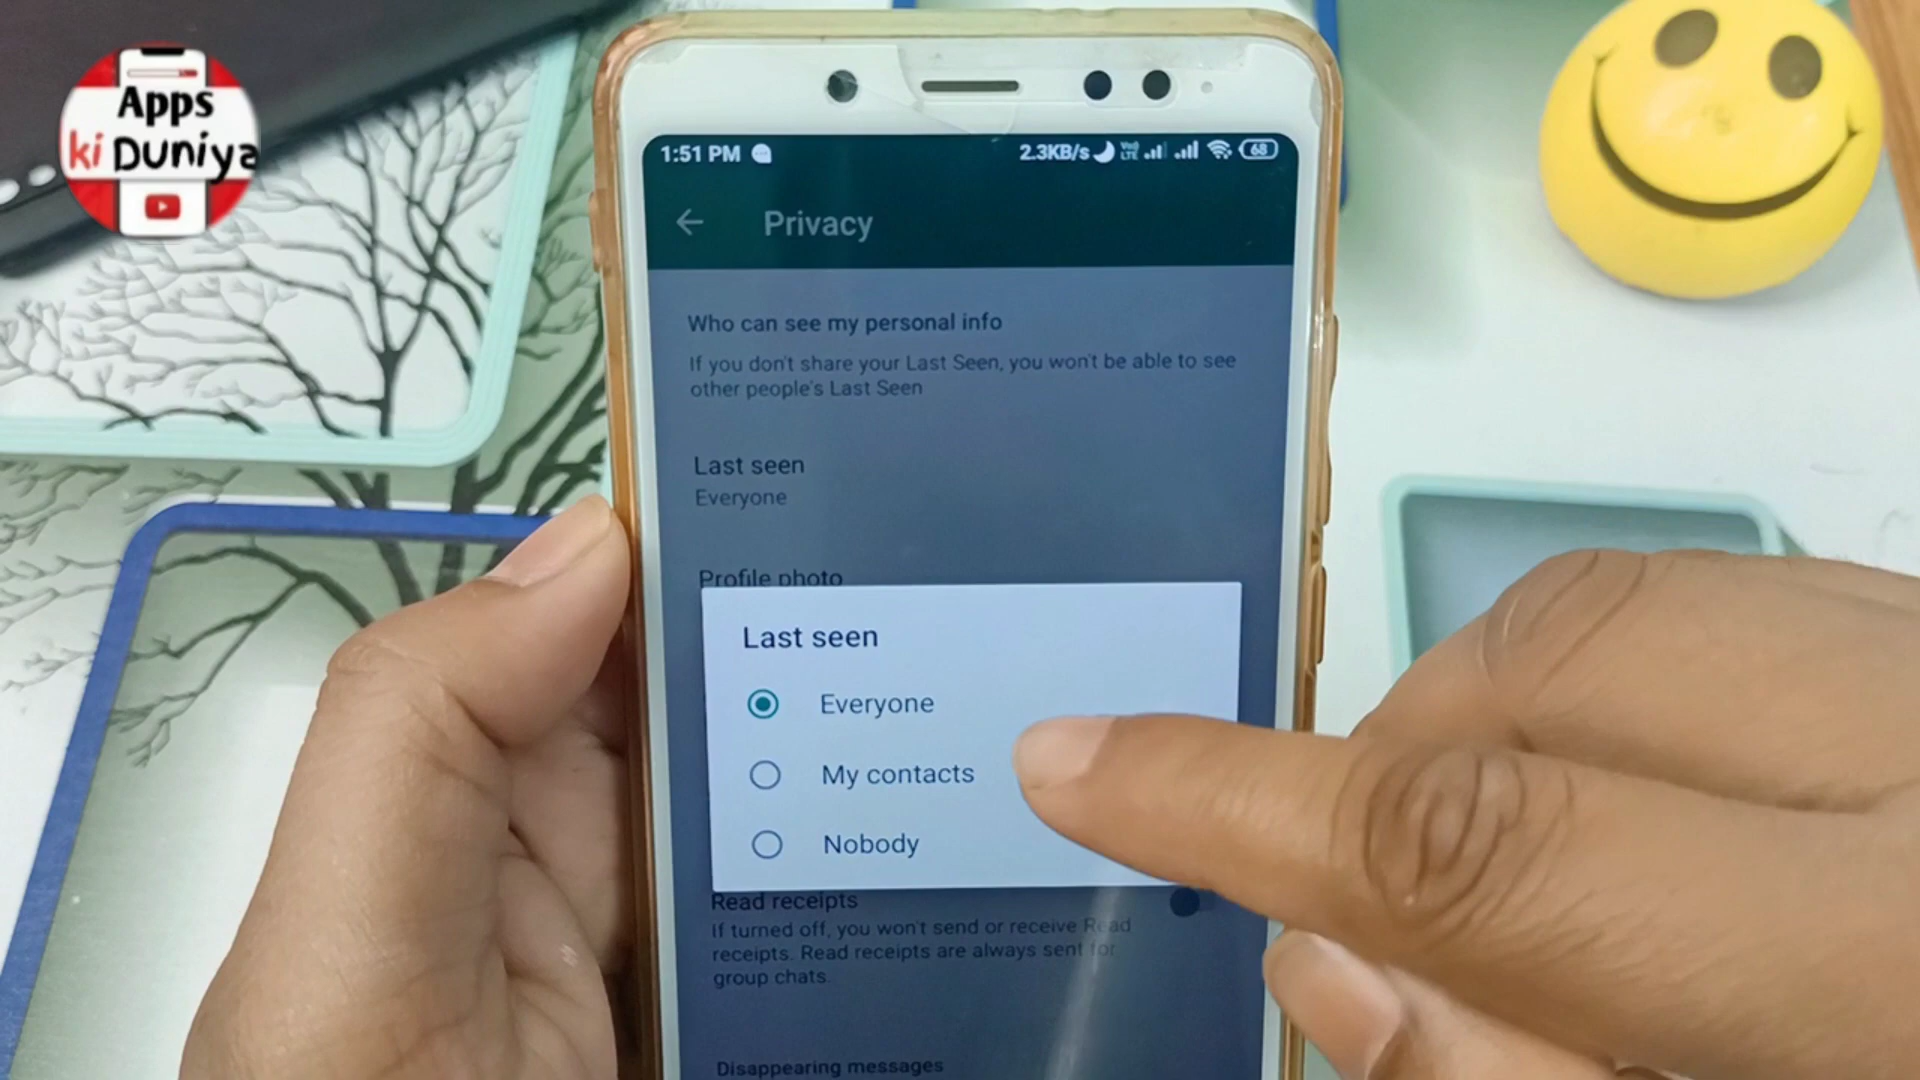 Apps
ki Duniya
1:51 PM
2.3KB/s
Vo)
LTE
68
Privacy
Who can see my personal info
If you don't share your Last Seen, you won't be able to see
other people's Last Seen
Last seen
Everyone
Profile photo
Last seen
Everyone
My contacts
Nobody
Read receipts
If turned off, you won't send or receive Read
receipts. Read receipts are always sent for
group chats.
Disappearing messages